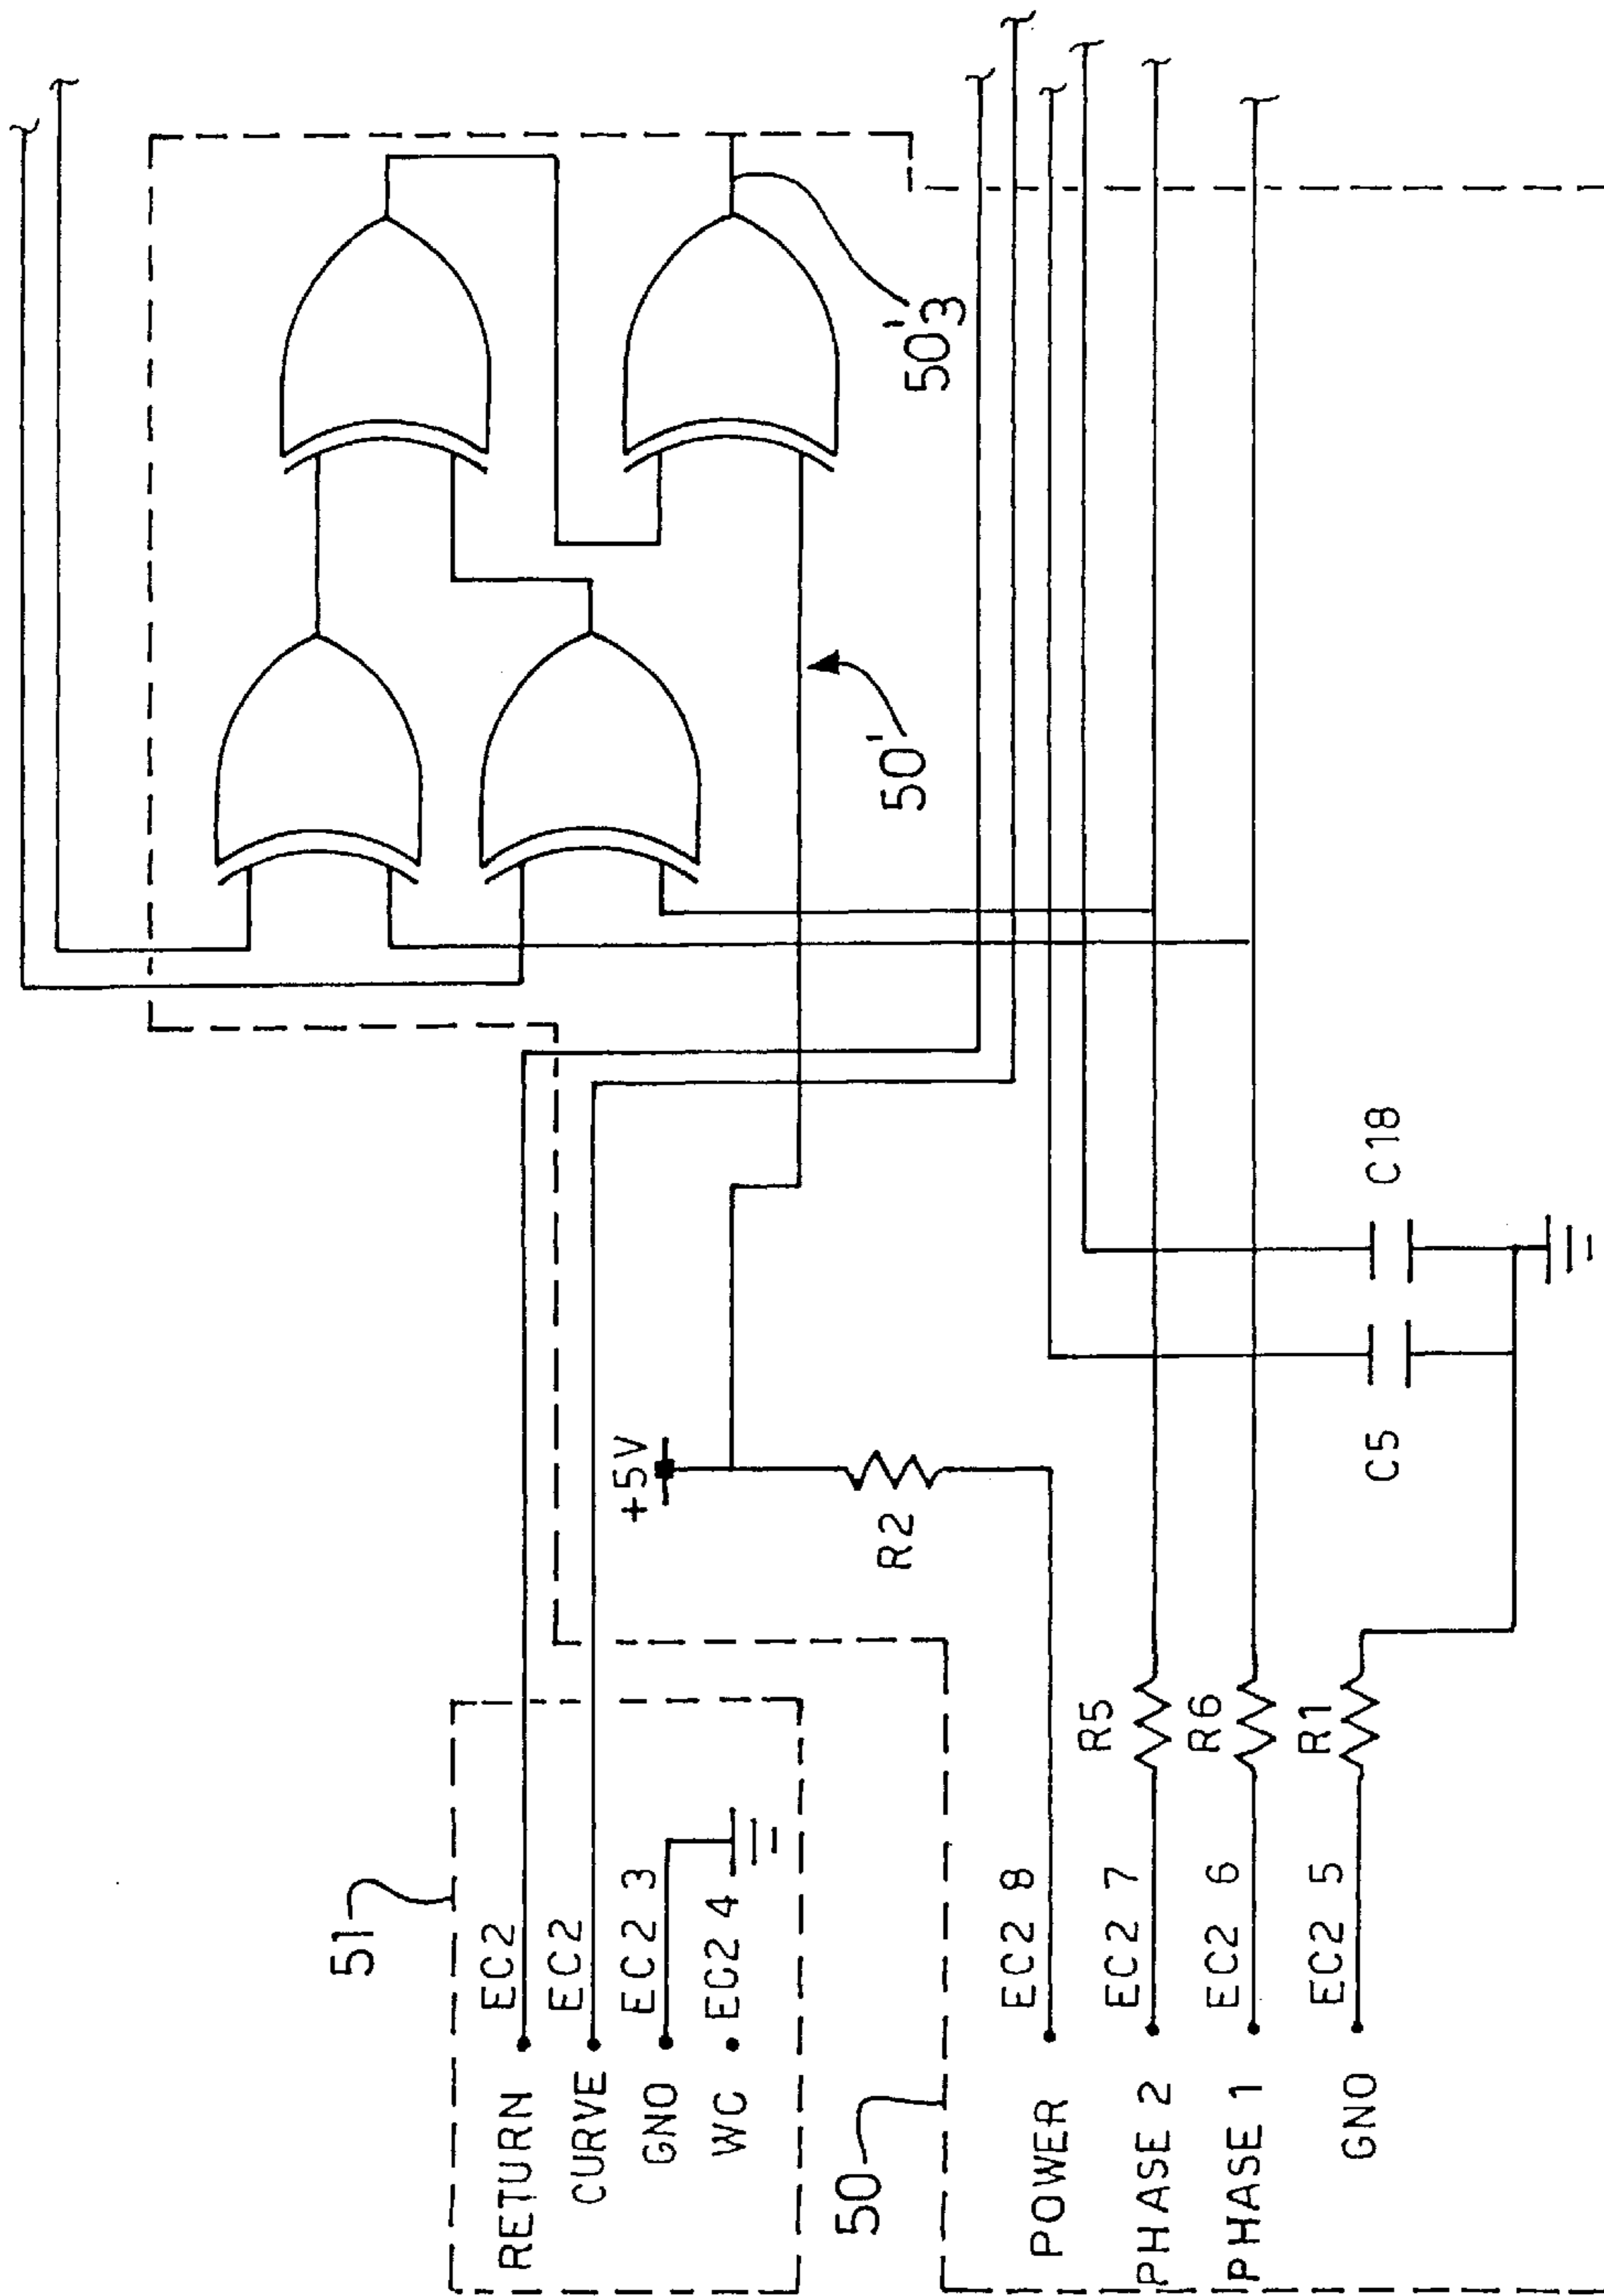 51
RETURN EC2
CURVE EC2
GNO EC2 3
WC EC2 4
50
POWER EC2 8
PHASE 2 EC2 7
PHASE 1 EC2 6
GNO EC2 5
R5
R6
R1
+5V
R2
C5
C18
50'
50'3